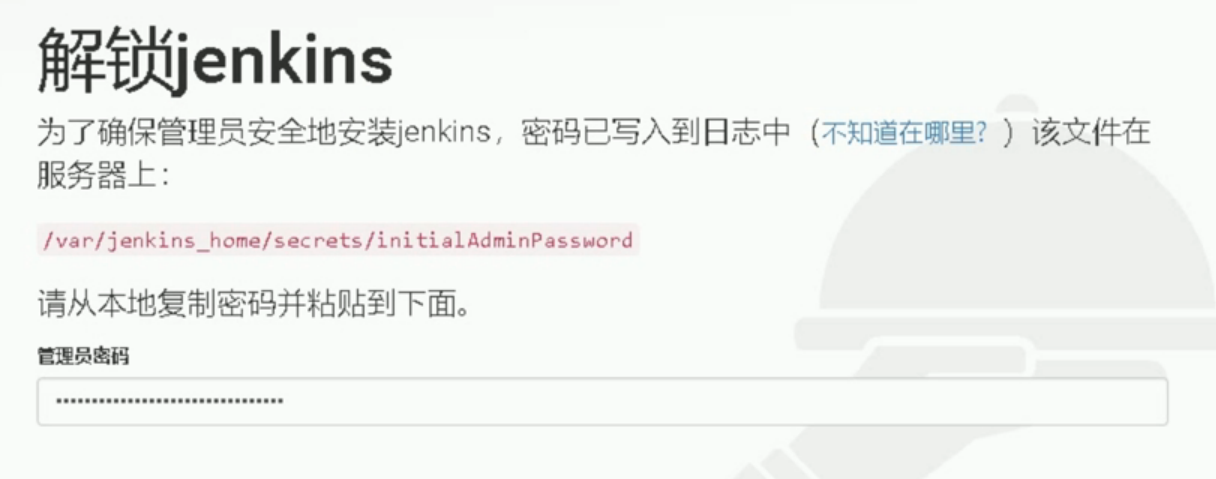 解锁jenkins
为了确保管理员安全地安装jenkins，密码已写入到日志中（不知道在哪里？）该文件在
服务器上：
/var/jenkins_home/secrets/initialAdminPassword
请从本地复制密码并粘贴到下面。
管理员密码